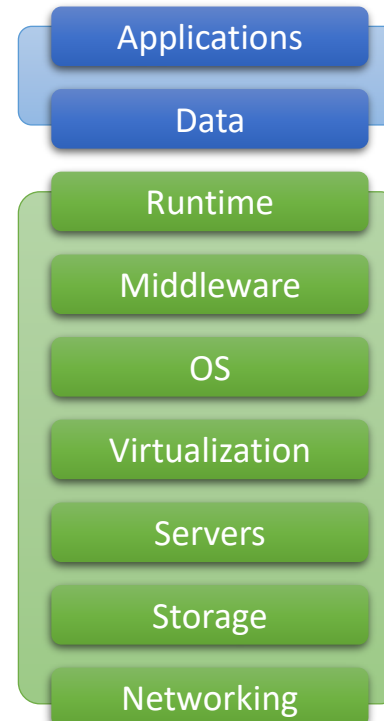 Applications
Data
Runtime
Middleware
OS
Virtualization
Servers
Storage
Networking